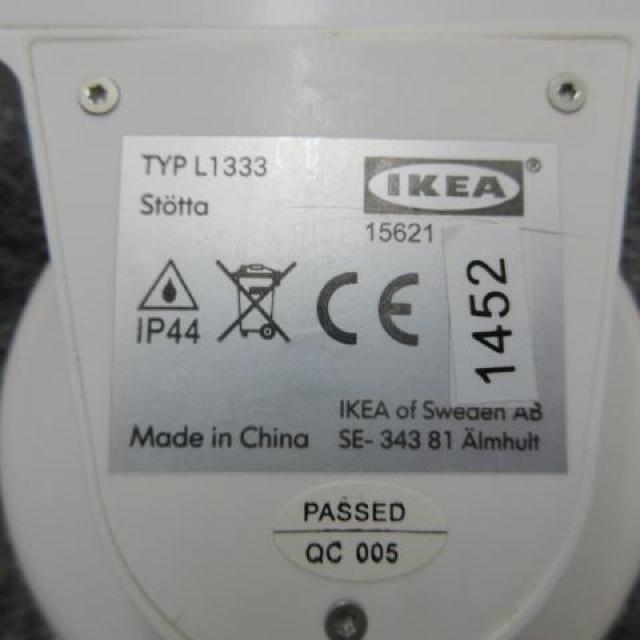 TYP L1333
Stötta
IKEA®
15621
1452
IP44
CE
IKEA of Sweden AB
Made in China
SE- 343 81 Älmhult
PASSED
QC 005